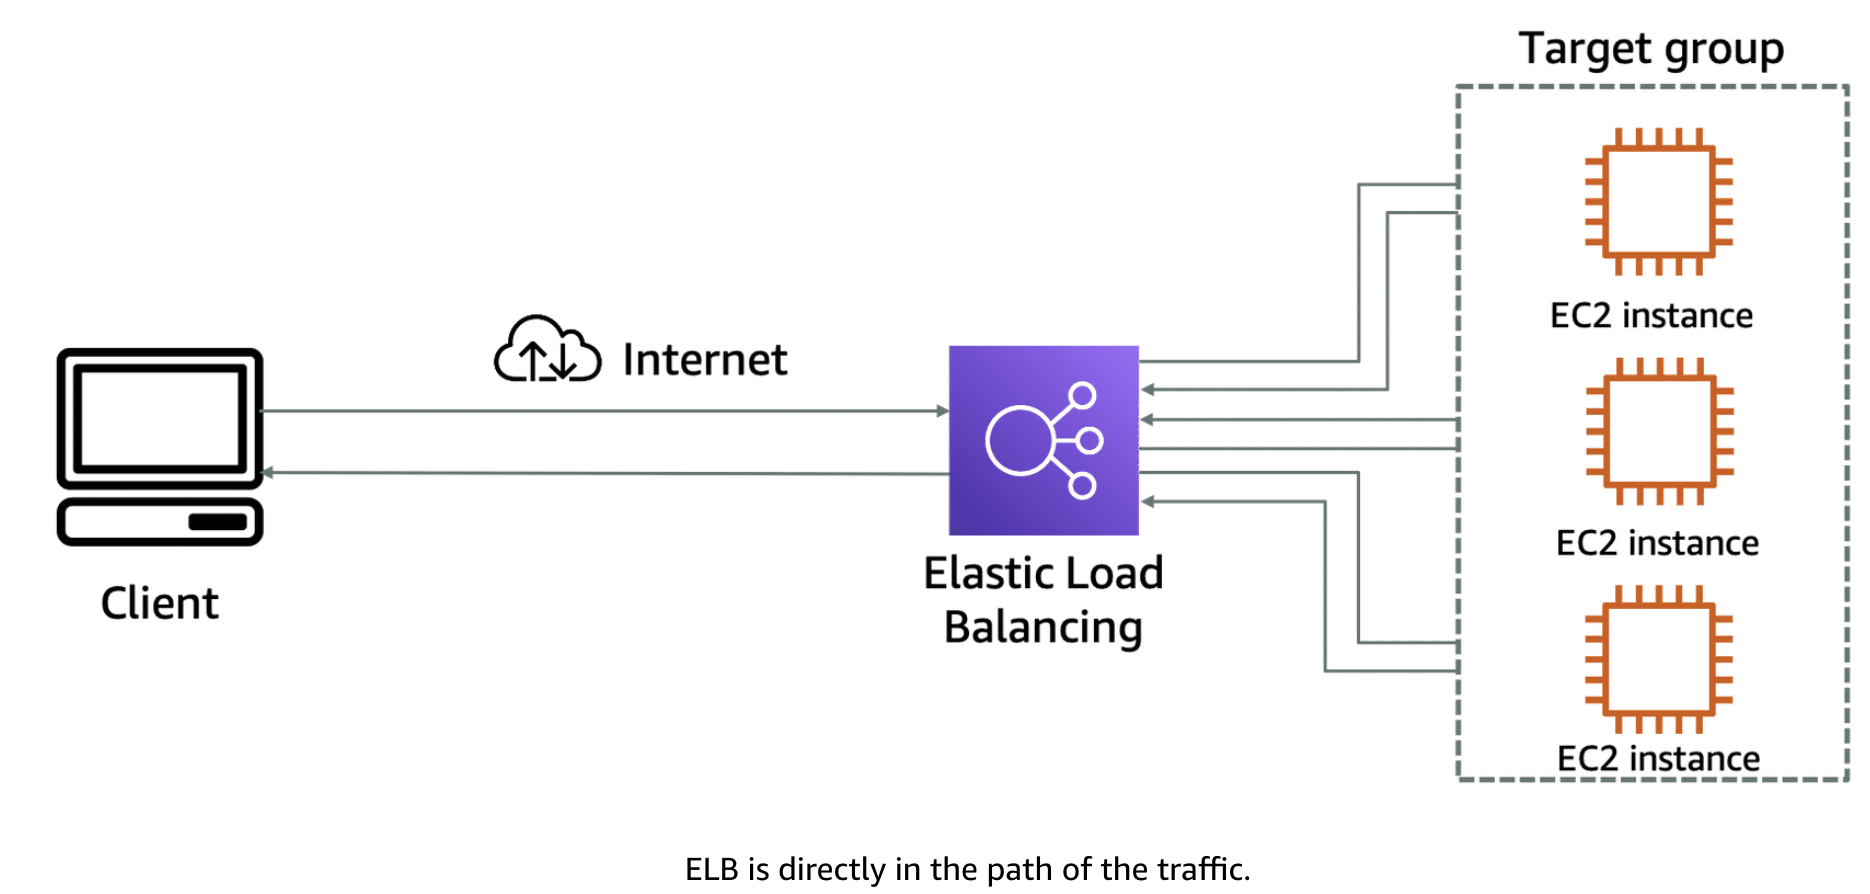 Target group
EC2 instance
Internet
EC2 instance
Client
Elastic Load
Balancing
EC2 instance
ELB is directly in the path of the traffic.